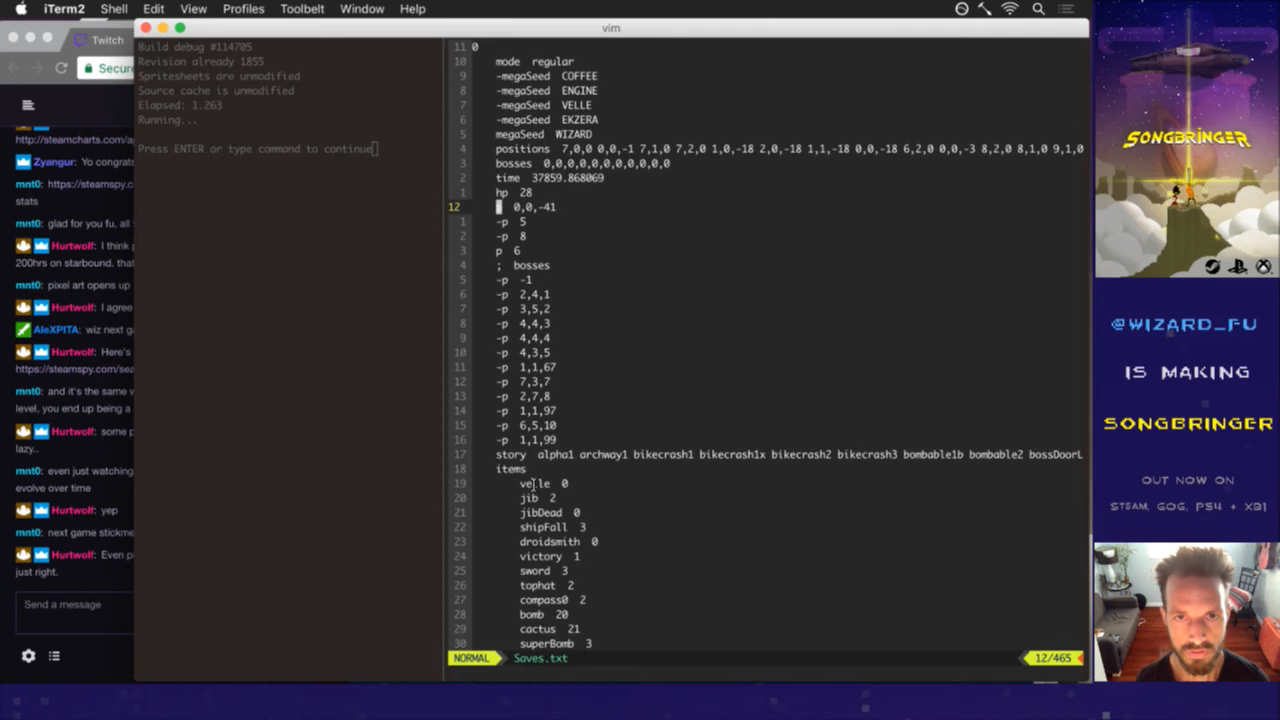 iTerm2 Shell Edit View Profiles Toolbelt Window Help
Twitch
vim
Secure
http://steamcharts.com/a
Zyangur: Yo congrats
mnt0: https://steamspy.com/
stats
mnt0: glad for you fu, all
Hurtwolf: I think
200hrs on starbound. tha
mnt0: pixel art opens up
Hurtwolf: I agree
AleXPITA: wiz next ga
Hurtwolf: Here's
https://steamspy.com/sea
mnt0: and it's the same w
level, you end up being a
Hurtwolf: some p
lazy..
mnt0: even just watching
evolve over time
Hurtwolf: yep
mnt0: next game stickme
Hurtwolf: Even
just right.
Send a message
Build debug #114705
Revision already 1855
Spritesheets are unmodified
Source cache is unmodified
Elapsed: 1.263
Running...
Press ENTER or type command to continue
11 0
10 mode regular
9 -megaSeed COFFEE
8 -megaSeed ENGINE
7 -megaSeed VELLE
6 -megaSeed EKZERA
5 megaSeed WIZARD
4 positions 7,0,0 0,0,-1 7,1,0 7,2,0 1,0,-18 2,0,-18 1,1,-18 0,0,-18 6,2,0 0,0,-3 8,2,0 8,1,0 9,1,0
3 bosses 0,0,0,0,0,0,0,0,0,0
2 time 37859.868069
1 hp 28
12 p 0,0,-41
1 -p 5
2 -p 8
3 p 6
4 ; bosses
5 -p -1
6 -p 2,4,1
7 -p 3,5,2
8 -p 4,4,3
9 -p 4,4,4
10 -p 4,3,5
11 -p 1,1,67
12 -p 7,3,7
13 -p 2,7,8
14 -p 1,1,97
15 -p 6,5,10
16 -p 1,1,99
17 story alpha1 archway1 bikecrash1 bikecrash1x bikecrash2 bikecrash3 bombable1b bombable2 bossDoorL
18 items
19 velle 0
20 jib 2
21 jibDead 0
22 shipFall 3
23 droidsmith 0
24 victory 1
25 sword 3
26 tophat 2
27 compass0 2
28 bomb 20
29 cactus 21
30 superBomb 3
NORMAL Saves.txt 12/465
SONGBRINGER
@WIZARD_FU
IS MAKING
SONGBRINGER
OUT NOW ON
STEAM, GOG, PS4 + XB1